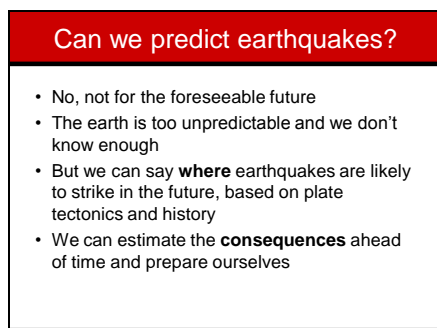 Can we predict earthquakes?
• No, not for the foreseeable future
• The earth is too unpredictable and we don't
know enough
• But we can say where earthquakes are likely
to strike in the future, based on plate
tectonics and history
• We can estimate the consequences ahead
of time and prepare ourselves